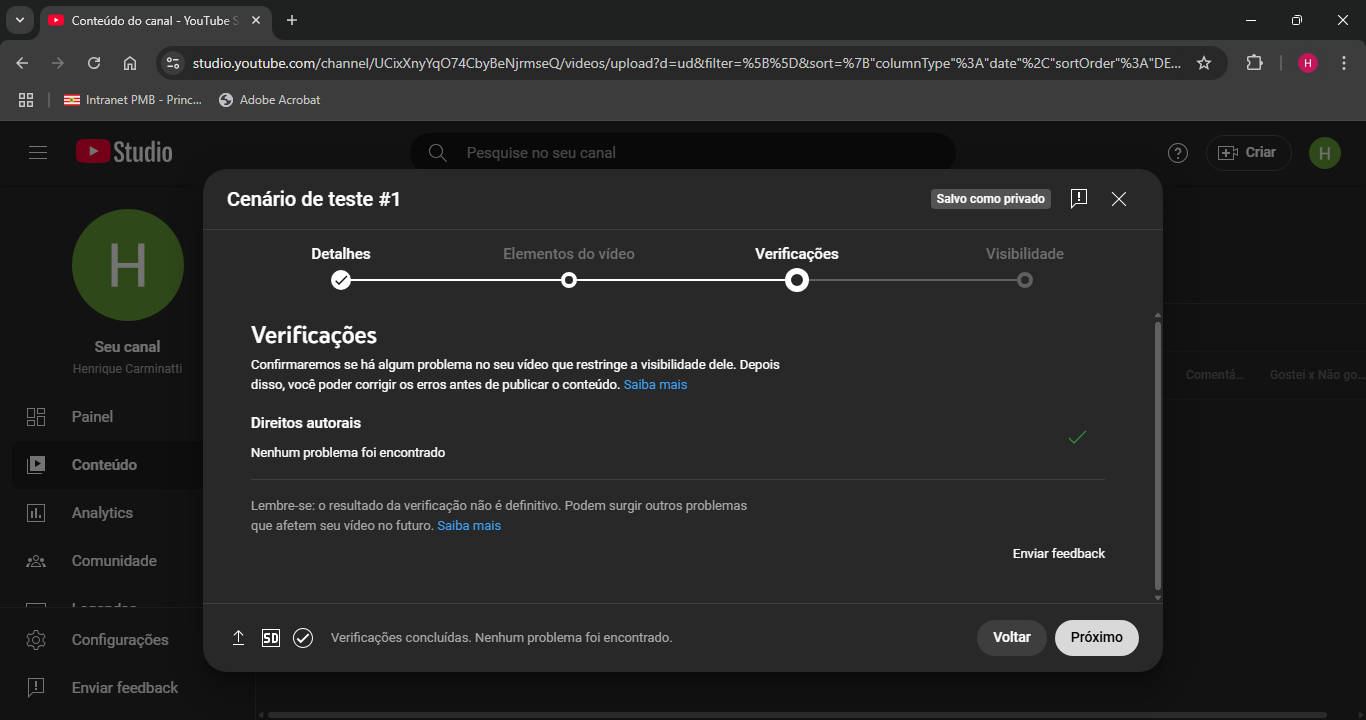 Conteúdo do canal - YouTube S
studio.youtube.com/channel/UCixXnyYqO74CbyBeNjrmseQ/videos/upload?d=ud&filter=%5B%5D&sort=%7B"columnType"%3A"date"%2C"sortOrder"%3A"DE...
H
Intranet PMB - Princ...
Adobe Acrobat
Studio
Pesquise no seu canal
Criar
H
Cenário de teste #1
Salvo como privado
Detalhes
Elementos do vídeo
Verificações
Visibilidade
H
Seu canal
Henrique Carminatti
Painel
Conteúdo
Analytics
Comunidade
Legendas
Configurações
Enviar feedback
Verificações
Confirmaremos se há algum problema no seu vídeo que restringe a visibilidade dele. Depois
disso, você poder corrigir os erros antes de publicar o conteúdo. Saiba mais
Direitos autorais
Nenhum problema foi encontrado
Lembre-se: o resultado da verificação não é definitivo. Podem surgir outros problemas
que afetem seu vídeo no futuro. Saiba mais
Enviar feedback
Comentá...
Gostei x Não go...
SD
Verificações concluídas. Nenhum problema foi encontrado.
Voltar
Próximo